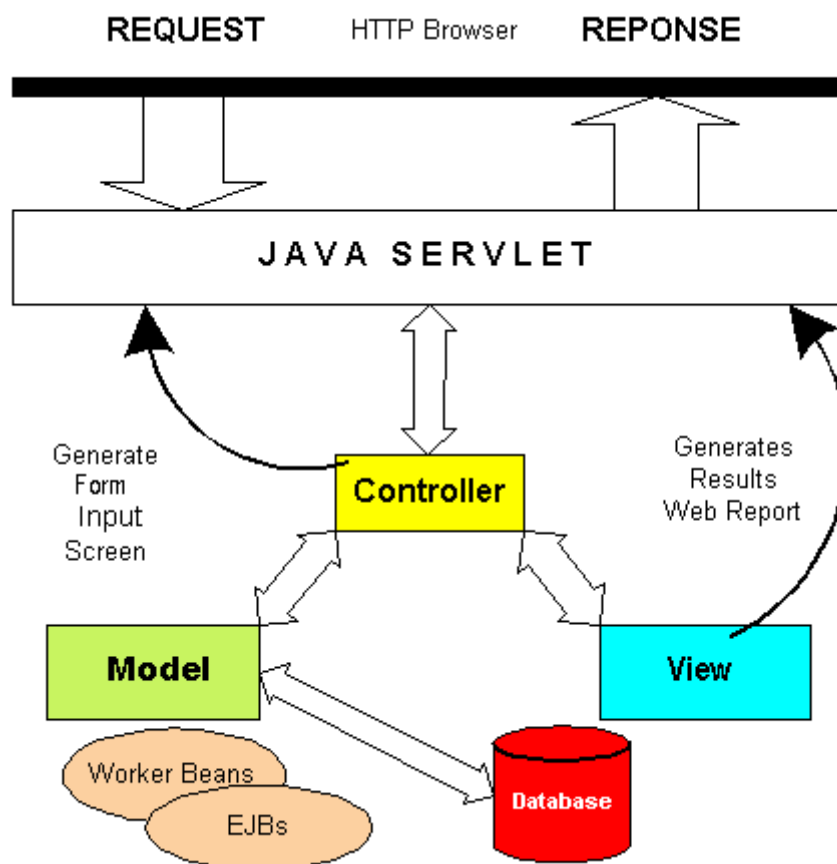 REQUEST
HTTP Browser
REPONSE
JAVA SERVLET
Generate
Form
Input
Screen
Controller
Generates
Results
Web Report
Model
View
Worker Beans
EJBs
Database